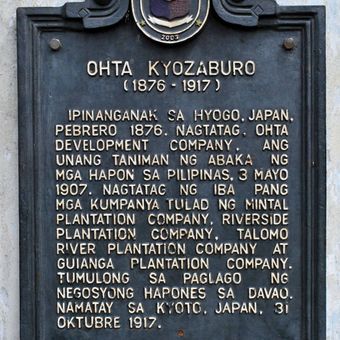 2003
OHTA KYOZABURO
(1876 - 1917)
IPINANGANAK SA HYOGO, JAPAN,
PEBRERO 1876. NAGTATAG, OHTA
DEVELOPMENT COMPANY, ANG
UNANG TANIMAN NG ABAKA NG
MGA HAPON SA PILIPINAS, 3 MAYO
1907. NAGTATAG NG IBA PANG
MGA KUMPANYA TULAD NG MINTAL
PLANTATION COMPANY, RIVERSIDE
PLANTATION COMPANY, TALOMO
RIVER PLANTATION COMPANY AT
GUIANGA PLANTATION COMPANY.
TUMULONG SA PAGLAGO NG
NEGOSYONG HAPONES SA DAVAO.
NAMATAY SA KYOTO, JAPAN, 31
OKTUBRE 1917.